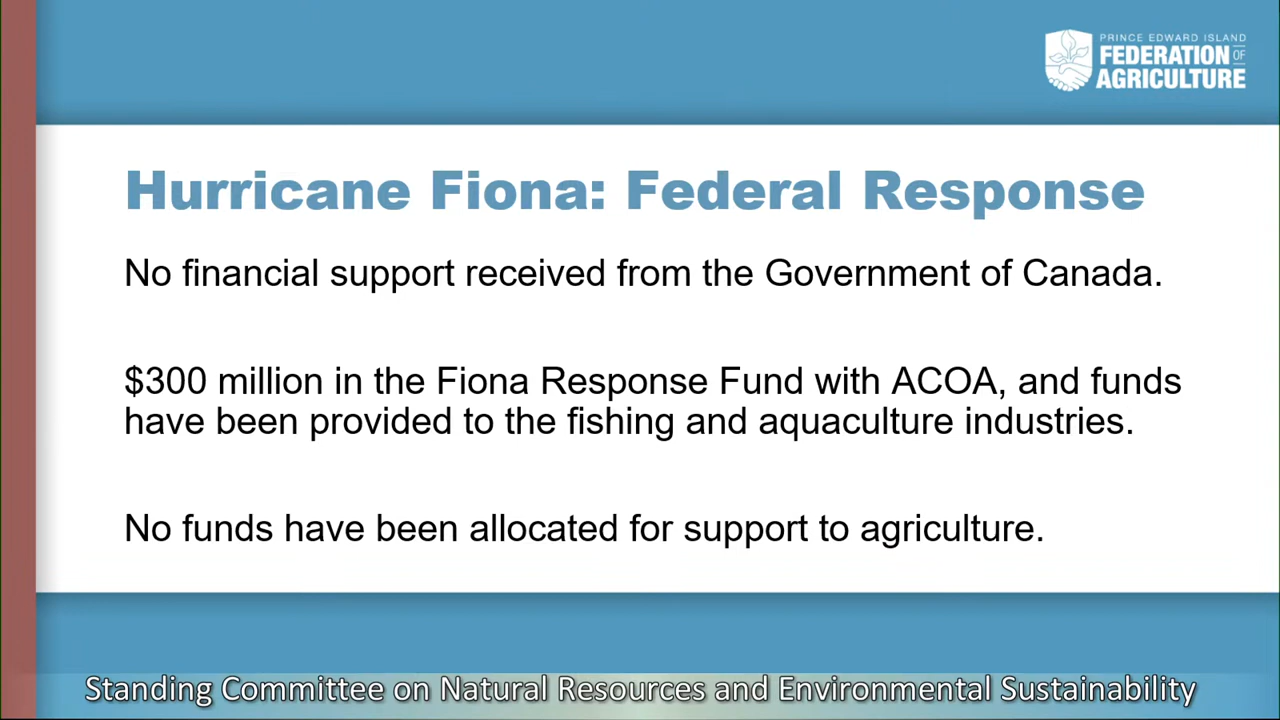 PRINCE EDWARD ISLAND
FEDERATION OF
AGRICULTURE
Hurricane Fiona: Federal Response
No financial support received from the Government of Canada.
$300 million in the Fiona Response Fund with ACOA, and funds
have been provided to the fishing and aquaculture industries.
No funds have been allocated for support to agriculture.
Standing Committee on Natural Resources and Environmental Sustainability